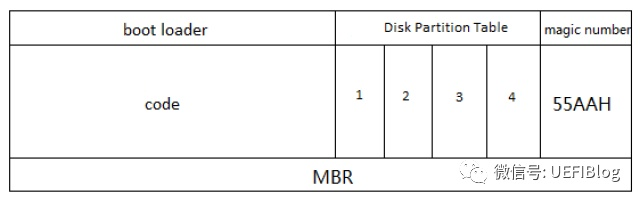 boot loader
Disk Partition Table
magic number
code
1
2
3
4
55AAH
MBR
微信号: UEFIBlog